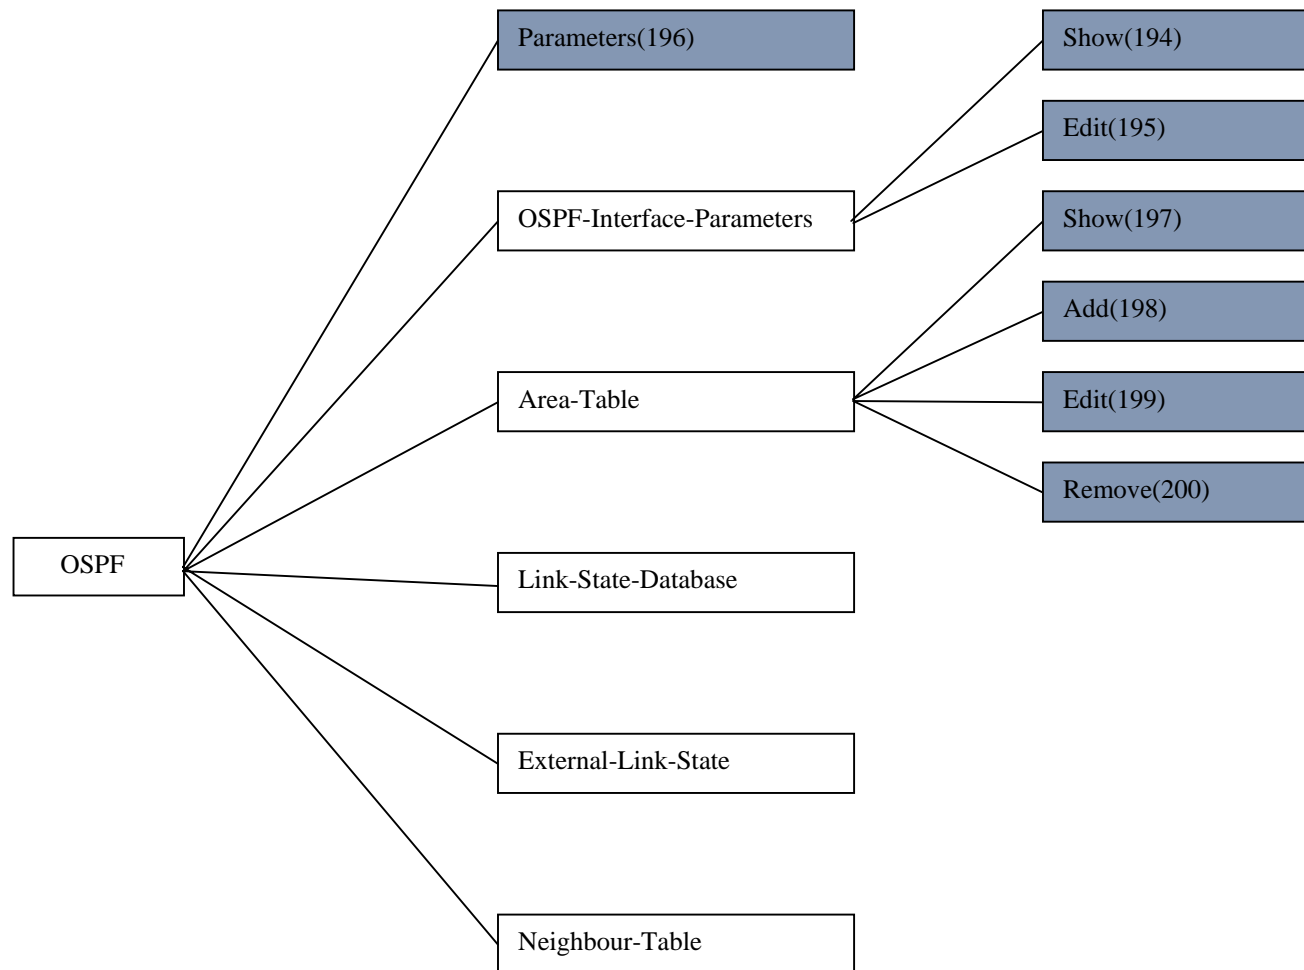 Parameters(196)
Show(194)
Edit(195)
OSPF-Interface-Parameters
Show(197)
Add(198)
Area-Table
Edit(199)
Remove(200)
OSPF
Link-State-Database
External-Link-State
Neighbour-Table